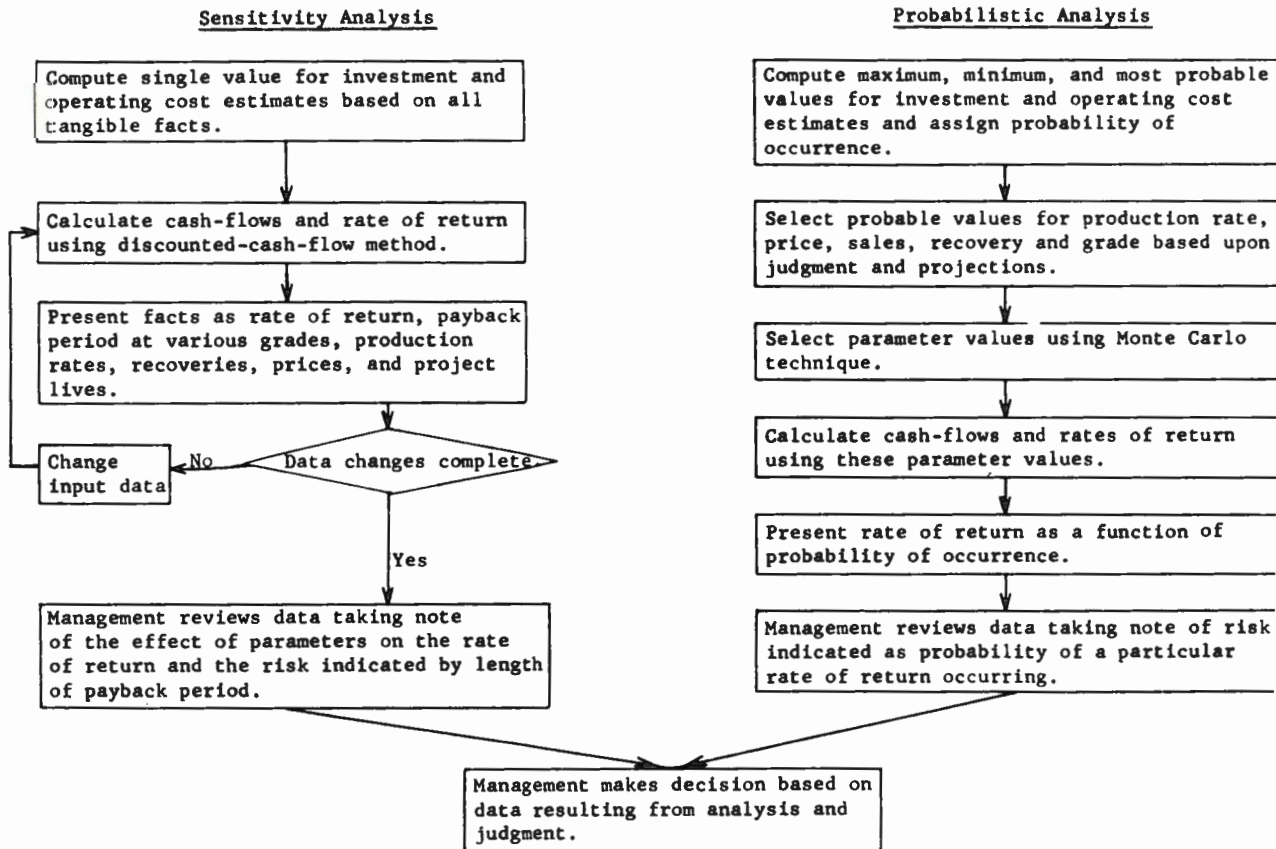 Sensitivity Analysis
Compute single value for investment and
operating cost estimates based on all
tangible facts.
Calculate cash-flows and rate of return
using discounted-cash-flow method.
Present facts as rate of return, payback
period at various grades, production
rates, recoveries, prices, and project
lives.
Data changes complete.
No
Change
input data
Yes
Management reviews data taking note
of the effect of parameters on the rate
of return and the risk indicated by length
of payback period.
Probabilistic Analysis
Compute maximum, minimum, and most probable
values for investment and operating cost
estimates and assign probability of
occurrence.
Select probable values for production rate,
price, sales, recovery and grade based upon
judgment and projections.
Select parameter values using Monte Carlo
technique.
Calculate cash-flows and rates of return
using these parameter values.
Present rate of return as a function of
probability of occurrence.
Management reviews data taking note of risk
indicated as probability of a particular
rate of return occurring.
Management makes decision based on
data resulting from analysis and
judgment.